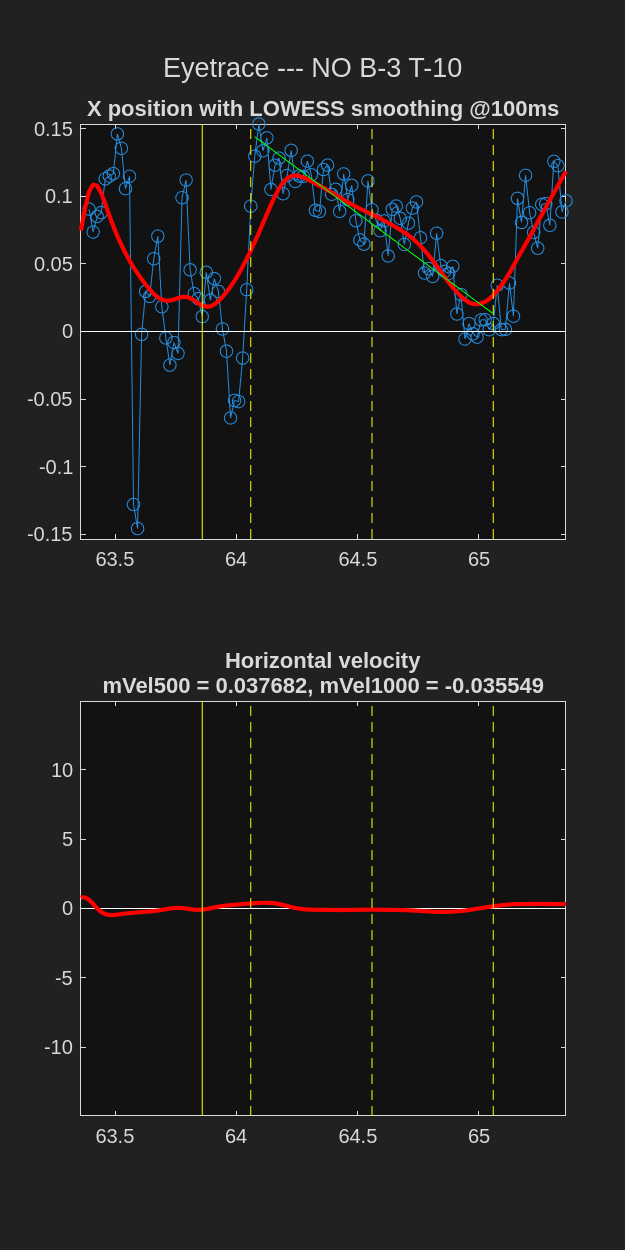 Eyetrace --- NO B-3 T-10
X position with LOWESS smoothing @100ms
0.15
0.1
0.05
0
-0.05
-0.1
-0.15
63.5 64 64.5 65
Horizontal velocity
mVel500 = 0.037682, mVel1000 = -0.035549
10
5
0
-5
-10
63.5 64 64.5 65